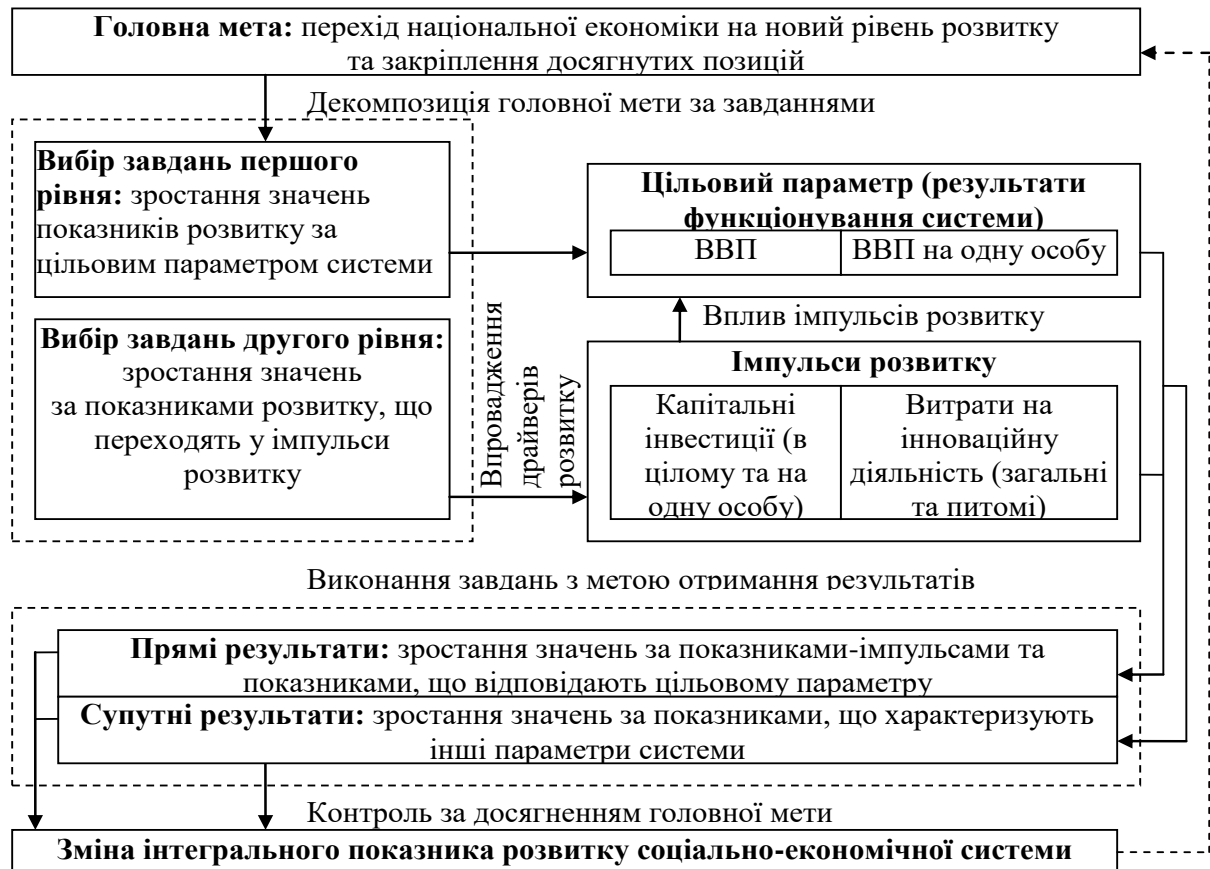 Головна мета: перехід національної економіки на новий рівень розвитку
та закріплення досягнутих позицій
Декомпозиція головної мети за завданнями
Вибір завдань першого
рівня: зростання значень
показників розвитку за
цільовим параметром системи
Цільовий параметр (результати
функціонування системи)
ВВП
ВВП на одну особу
Вплив імпульсів розвитку
Вибір завдань другого рівня:
зростання значень
за показниками розвитку, що
переходять у імпульси
розвитку
Впровадження
драйверів
розвитку
Імпульси розвитку
Капітальні
інвестиції (в
цілому та на
одну особу)
Витрати на
інноваційну
діяльність (загальні
та питомі)
Виконання завдань з метою отримання результатів
Прямі результати: зростання значень за показниками-імпульсами та
показниками, що відповідають цільовому параметру
Супутні результати: зростання значень за показниками, що характеризують
інші параметри системи
Контроль за досягненням головної мети
Зміна інтегрального показника розвитку соціально-економічної системи